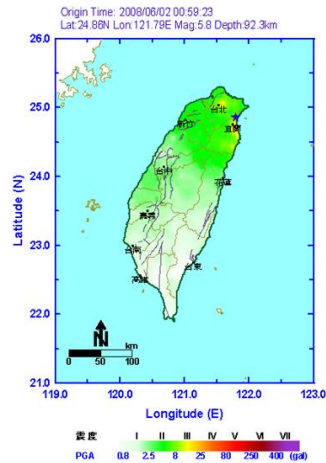 Origin Time: 2008/06/02 00:59:23
Lat:24.86N Lon:121.79E Mag:5.8 Depth:92.3km
26.0
25.0
24.0
23.0
22.0
21.0
Latitude (N)
台北
新竹
宜蘭
台中
花蓮
嘉義
台南
台東
高雄
N
km
0 50 100
119.0 120.0 121.0 122.0 123.0
Longitude (E)
震度 I II III IV V VI VII
PGA 0.8 2.5 8 25 80 250 400 (gal)